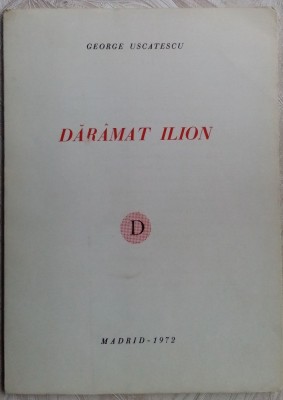 GEORGE USCATESCU
DĂRÂMAT ILION
D
MADRID - 1972